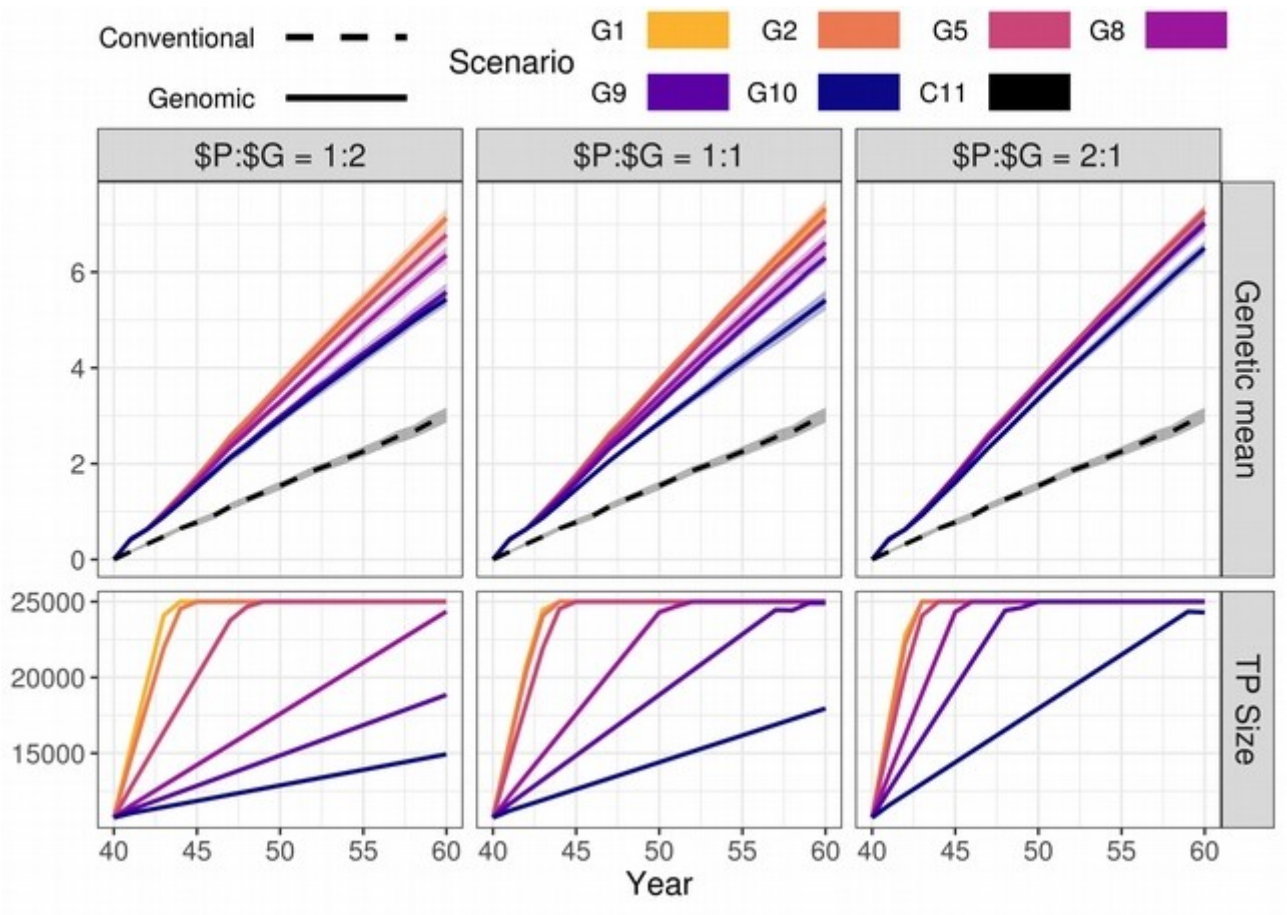 Conventional
Genomic
Scenario
G1 G2 G5 G8
G9 G10 C11
$P:$G = 1:2 $P:$G = 1:1 $P:$G = 2:1
6
4
2
0
Genetic mean
25000
20000
15000
TP Size
40 45 50 55 60 40 45 50 55 60 40 45 50 55 60
Year